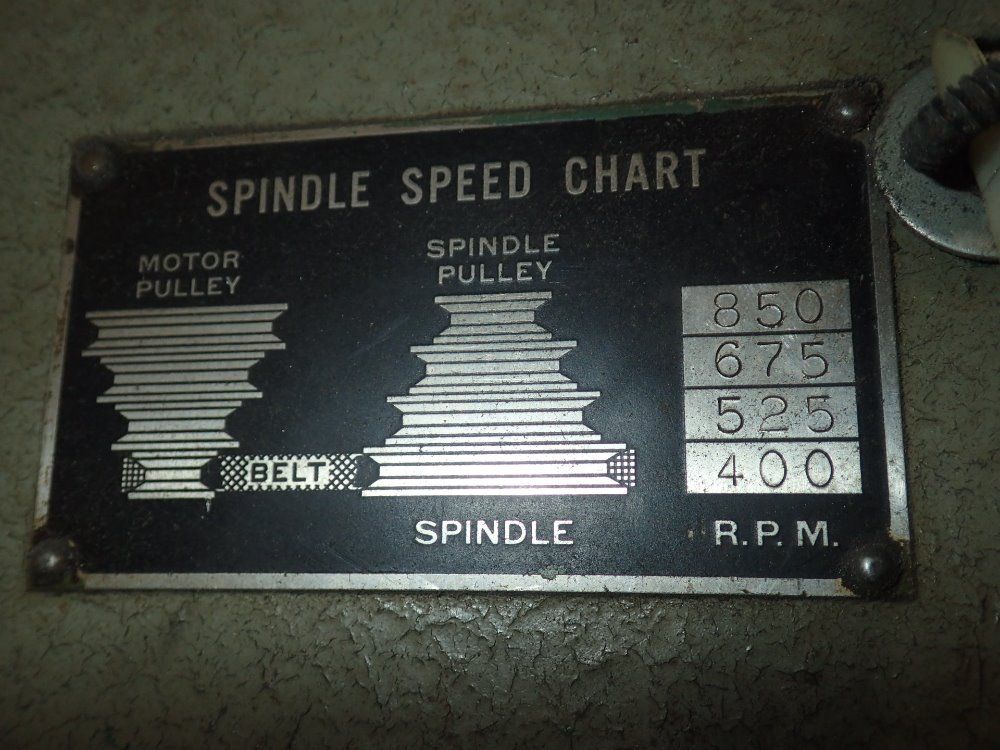 SPINDLE SPEED CHART
MOTOR
PULLEY
SPINDLE
PULLEY
850
675
525
400
BELT
SPINDLE
R.P.M.